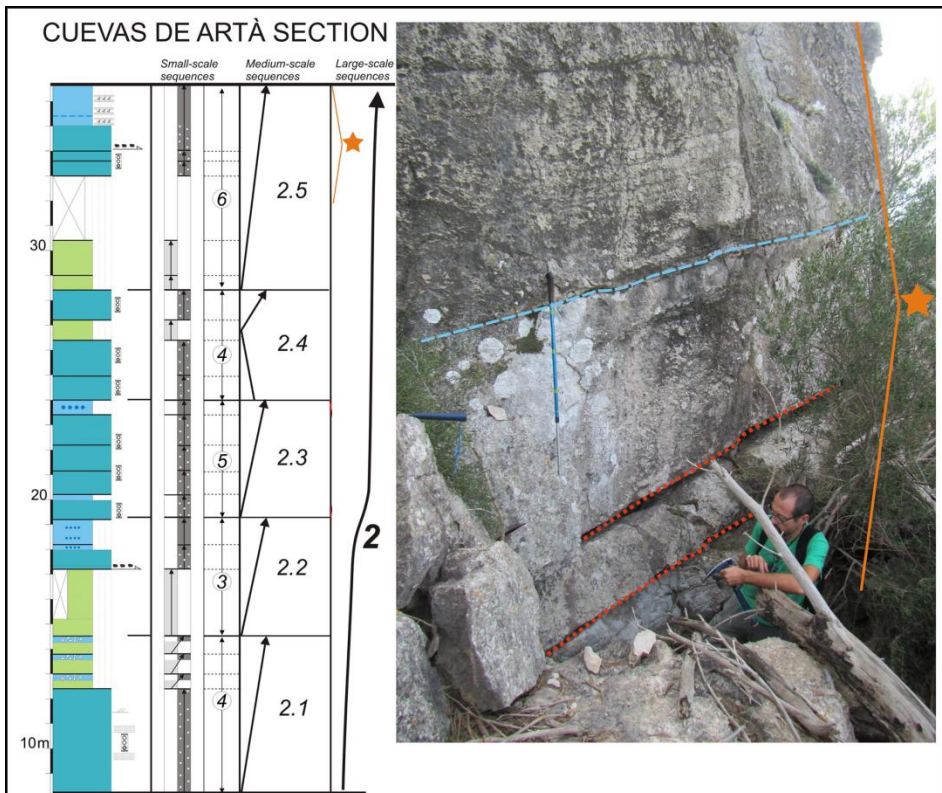 CUEVAS DE ARTÀ SECTION
Small-scale sequences
Medium-scale sequences
Large-scale sequences
6
2.5
30
4
2.4
5
2.3
20
2
3
2.2
4
2.1
10m